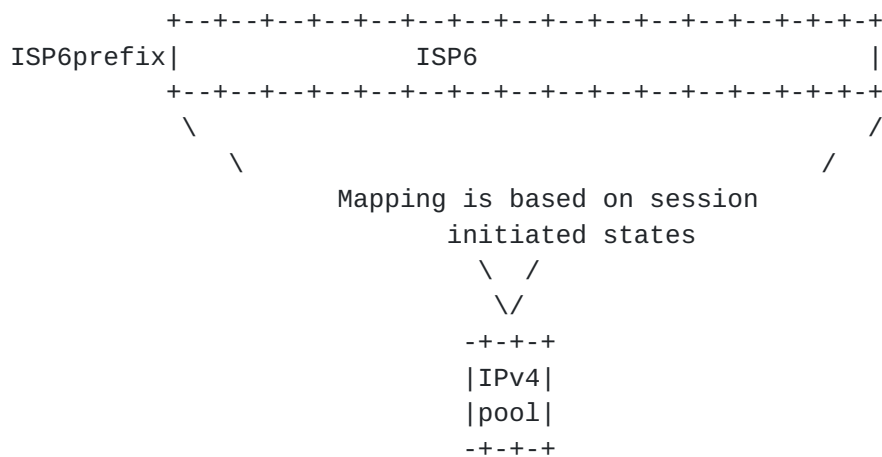 +--+--+--+--+--+--+--+--+--+--+--+--+--+--+-+-+-+
ISP6prefix|               ISP6                         |
+--+--+--+--+--+--+--+--+--+--+--+--+--+--+-+-+-+
\                                           /
\                                     /
Mapping is based on session
initiated states
\  /
\/
-+-+-+
|IPv4|
|pool|
-+-+-+